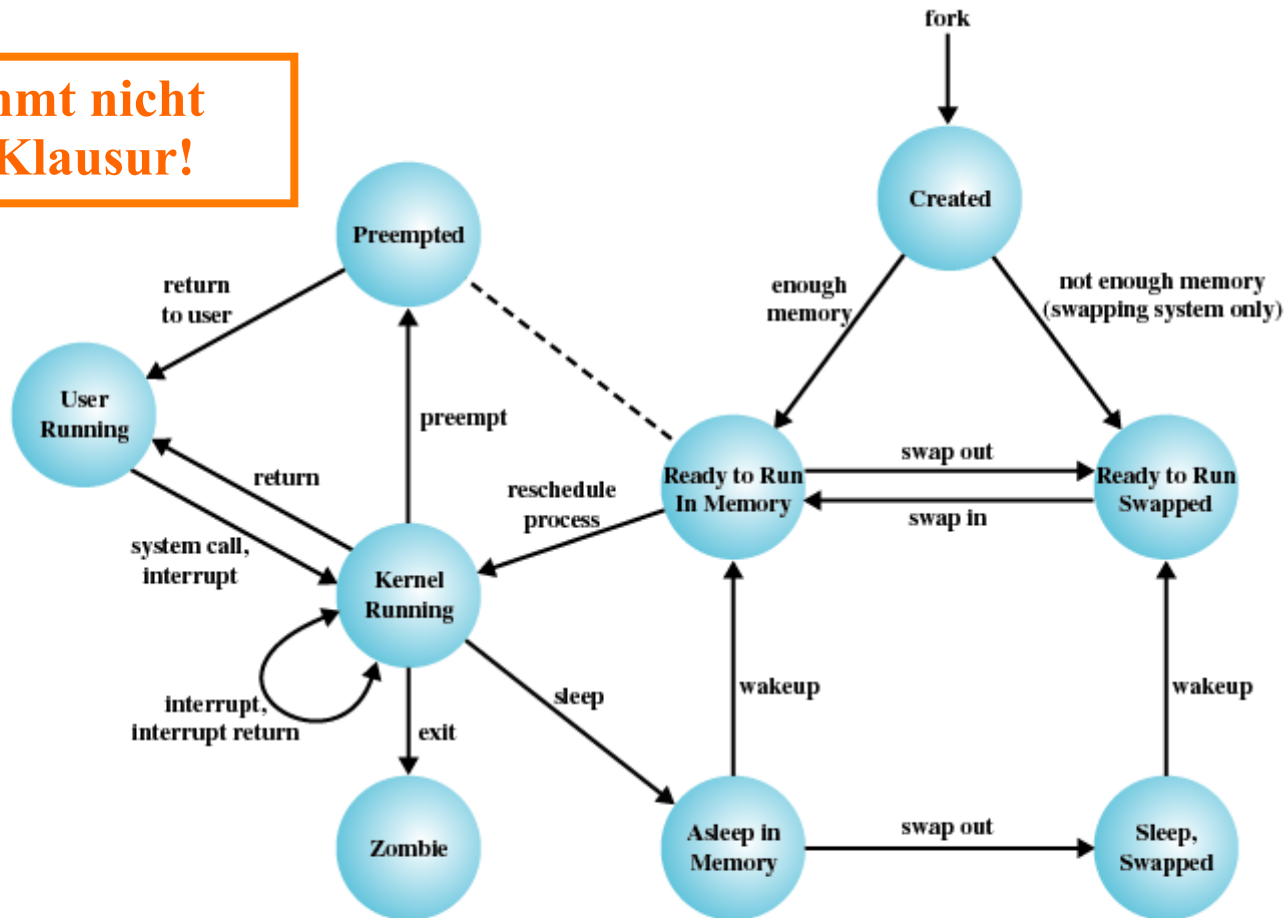 fork
nicht
Klausur!
Created
Preempted
return
to user
enough
memory
not enough memory
(swapping system only)
User
Running
preempt
return
swap out
Ready to Run
In Memory
Ready to Run
Swapped
reschedule
process
swap in
system call,
interrupt
Kernel
Running
interrupt,
interrupt return
sleep
wakeup
wakeup
exit
Zombie
Asleep in
Memory
swap out
Sleep,
Swapped